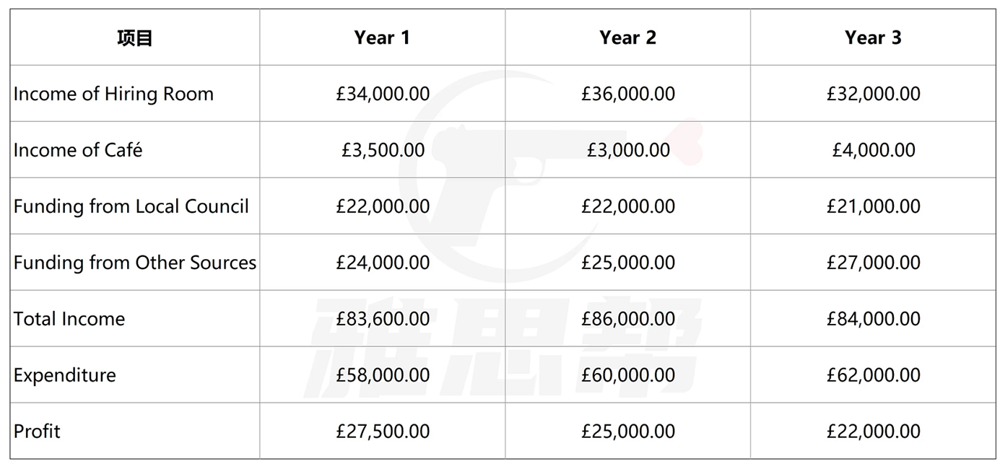 项目 Year 1 Year 2 Year 3
Income of Hiring Room £34,000.00 £36,000.00 £32,000.00
Income of Café £3,500.00 £3,000.00 £4,000.00
Funding from Local Council £22,000.00 £22,000.00 £21,000.00
Funding from Other Sources £24,000.00 £25,000.00 £27,000.00
Total Income £83,600.00 £86,000.00 £84,000.00
Expenditure £58,000.00 £60,000.00 £62,000.00
Profit £27,500.00 £25,000.00 £22,000.00
雅思帮